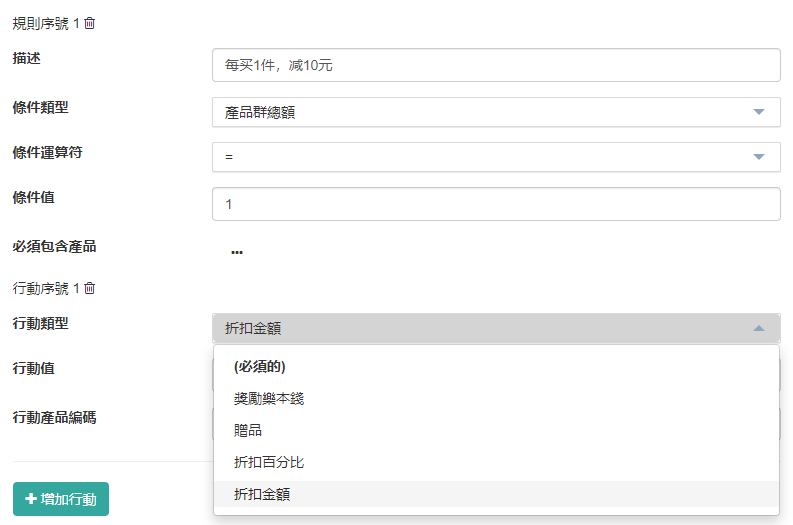 規則序號 1
描述
每买1件，减10元
條件類型
產品群總額
條件運算符
=
條件值
1
必須包含產品
...
行動序號 1
行動類型
折扣金額
行動值
行動產品編碼
(必須的)
獎勵樂本錢
贈品
折扣百分比
折扣金額
+ 增加行動